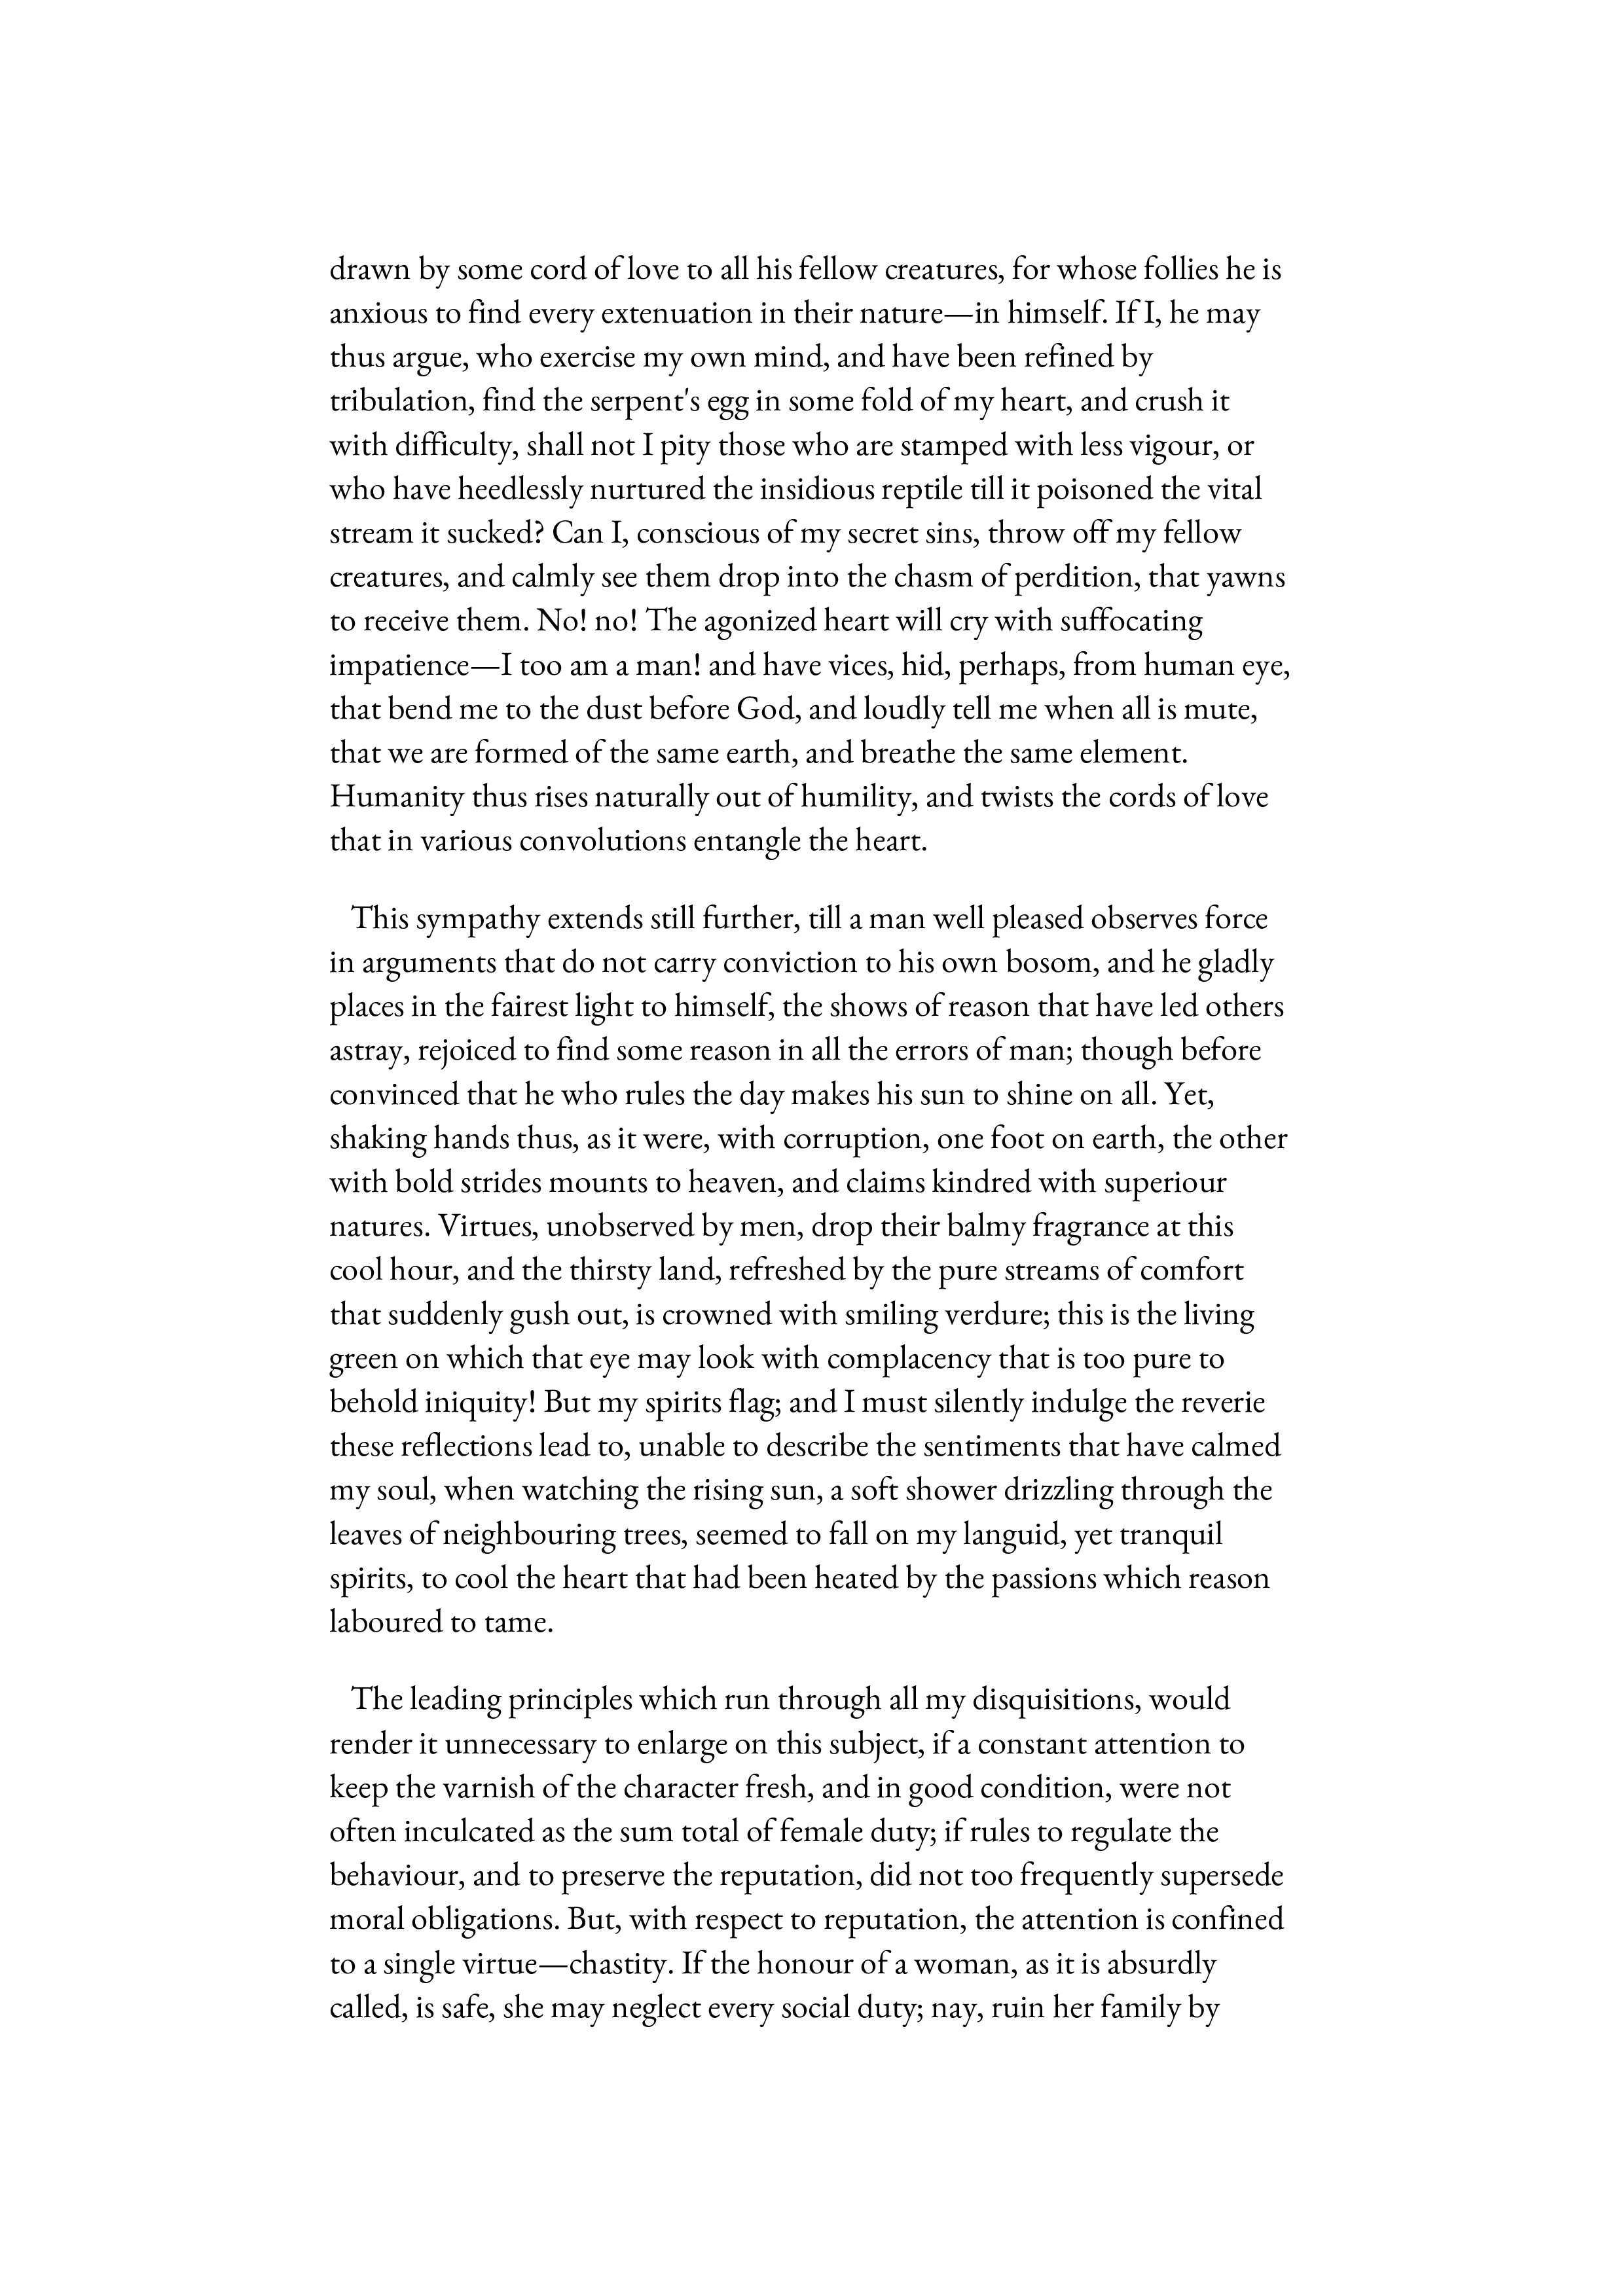 drawn by some cord of love to all his fellow creatures, for whose follies he is
anxious to find every extenuation in their nature—in himself. If I, he may
thus argue, who exercise my own mind, and have been refined by
tribulation, find the serpent's egg in some fold of my heart, and crush it
with difficulty, shall not I pity those who are stamped with less vigour, or
who have heedlessly nurtured the insidious reptile till it poisoned the vital
stream it sucked? Can I, conscious of my secret sins, throw off my fellow
creatures, and calmly see them drop into the chasm of perdition, that yawns
to receive them. No! no! The agonized heart will cry with suffocating
impatience—I too am a man! and have vices, hid, perhaps, from human eye,
that bend me to the dust before God, and loudly tell me when all is mute,
that we are formed of the same earth, and breathe the same element.
Humanity thus rises naturally out of humility, and twists the cords of love
that in various convolutions entangle the heart.
This sympathy extends still further, till a man well pleased observes force
in arguments that do not carry conviction to his own bosom, and he gladly
places in the fairest light to himself, the shows of reason that have led others
astray, rejoiced to find some reason in all the errors of man; though before
convinced that he who rules the day makes his sun to shine on all. Yet,
shaking hands thus, as it were, with corruption, one foot on earth, the other
with bold strides mounts to heaven, and claims kindred with superiour
natures. Virtues, unobserved by men, drop their balmy fragrance at this
cool hour, and the thirsty land, refreshed by the pure streams of comfort
that suddenly gush out, is crowned with smiling verdure; this is the living
green on which that eye may look with complacency that is too pure to
behold iniquity! But my spirits flag; and I must silently indulge the reverie
these reflections lead to, unable to describe the sentiments that have calmed
my soul, when watching the rising sun, a soft shower drizzling through the
leaves of neighbouring trees, seemed to fall on my languid, yet tranquil
spirits, to cool the heart that had been heated by the passions which reason
laboured to tame.
The leading principles which run through all my disquisitions, would
render it unnecessary to enlarge on this subject, if a constant attention to
keep the varnish of the character fresh, and in good condition, were not
often inculcated as the sum total of female duty; if rules to regulate the
behaviour, and to preserve the reputation, did not too frequently supersede
moral obligations. But, with respect to reputation, the attention is confined
to a single virtue—chastity. If the honour of a woman, as it is absurdly
called, is safe, she may neglect every social duty; nay, ruin her family by